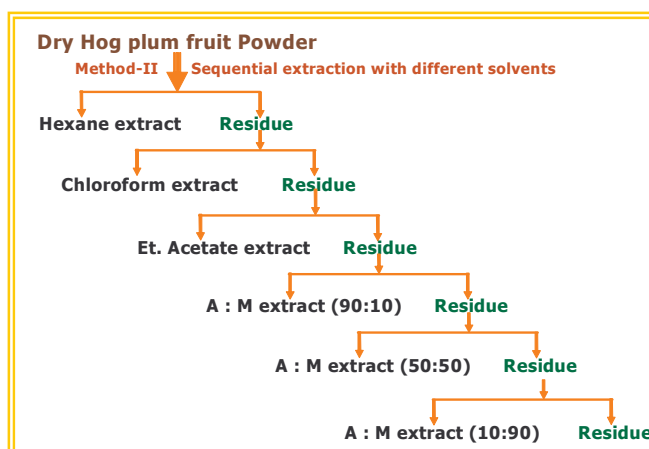 Dry Hog plum fruit Powder
Method-II Sequential extraction with different solvents
Hexane extract Residue
Chloroform extract Residue
Et. Acetate extract Residue
A : M extract (90:10) Residue
A : M extract (50:50) Residue
A : M extract (10:90) Residue